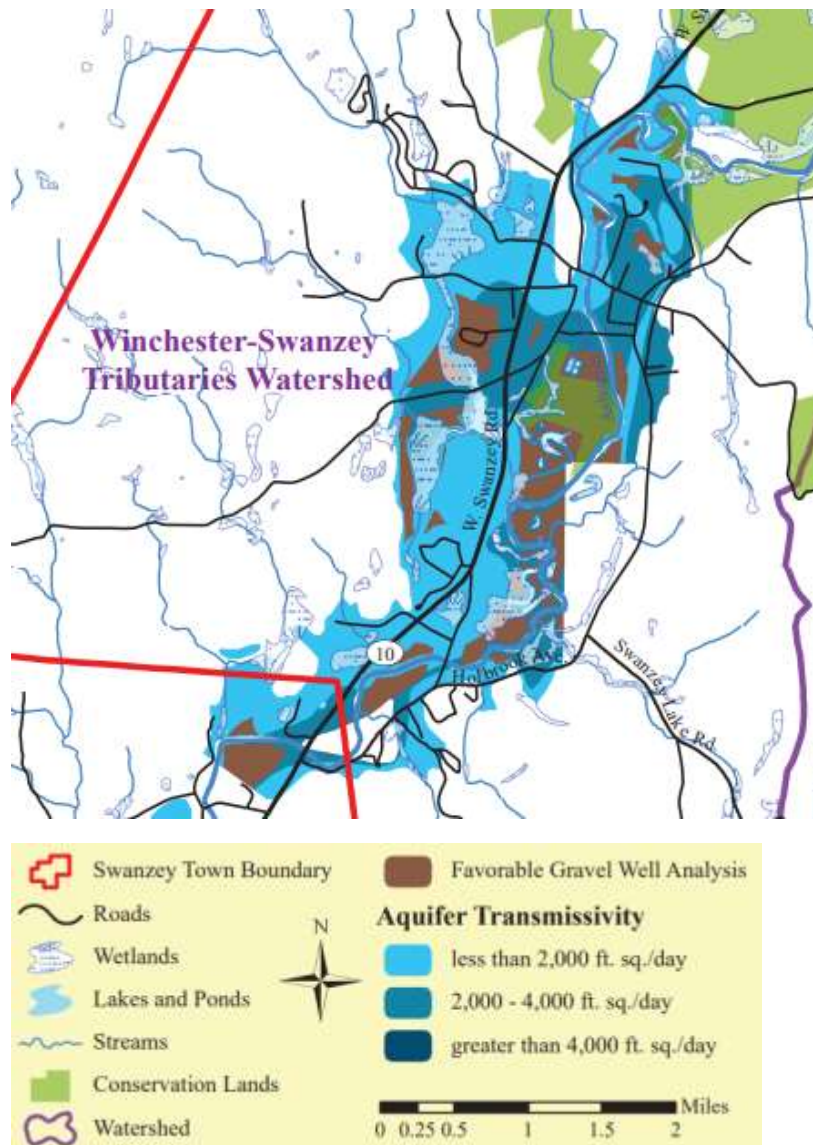 W. Sw
Winchester-Swanzey
Tributaries Watershed
W. Swanzey Rd
10
Holbrook Ave.
Swanzey Lake Rd
Swanzey Town Boundary
Roads
Wetlands
Lakes and Ponds
Streams
Conservation Lands
Watershed
N
Favorable Gravel Well Analysis
Aquifer Transmissivity
less than 2,000 ft. sq./day
2,000 - 4,000 ft. sq./day
greater than 4,000 ft. sq./day
Miles
0 0.25 0.5 1 1.5 2